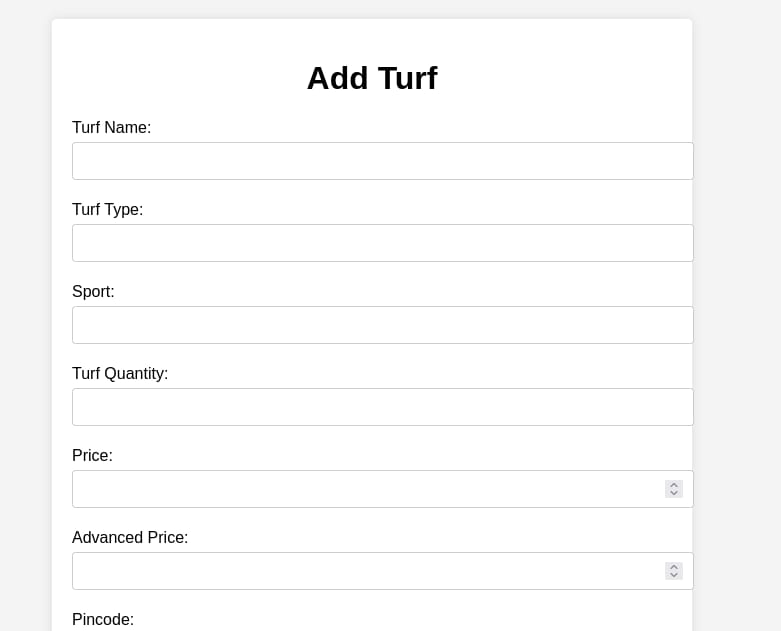 Add Turf
Turf Name:
Turf Type:
Sport:
Turf Quantity:
Price:
Advanced Price:
Pincode: